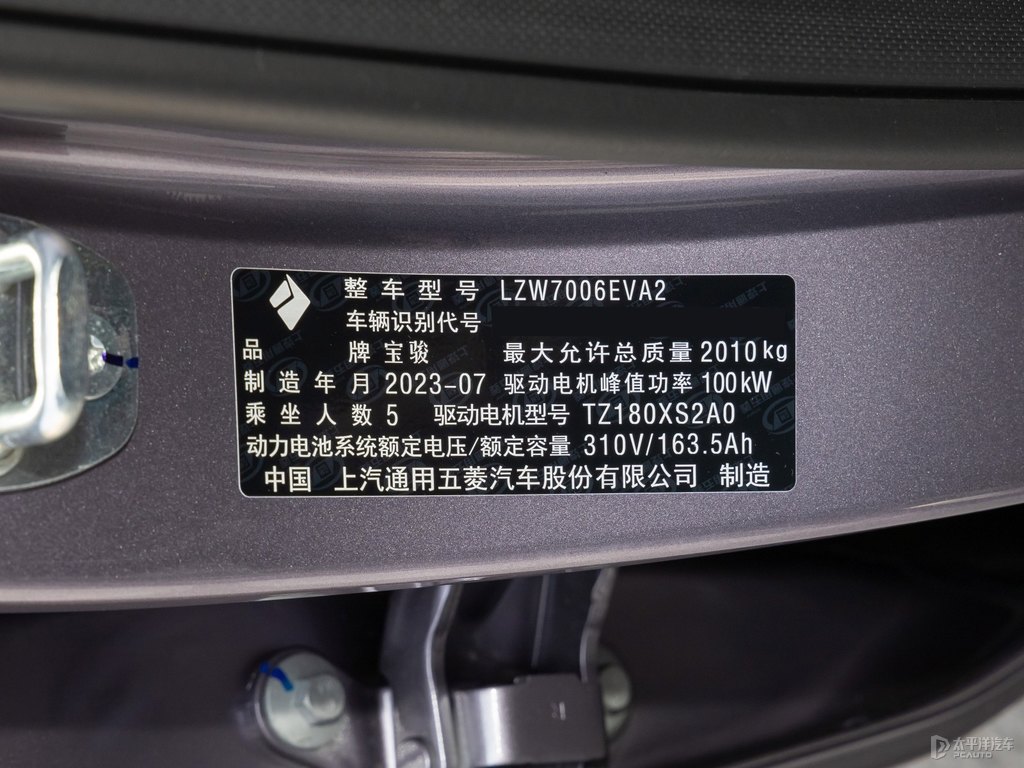 整车型号 LZW7006EVA2
车辆识别代号
品牌 宝骏 最大允许总质量 2010kg
制造年月 2023-07 驱动电机峰值功率 100kW
乘坐人数 5 驱动电机型号 TZ180XS2A0
动力电池系统额定电压/额定容量 310V/163.5Ah
中国 上汽通用五菱汽车股份有限公司 制造
太平洋汽车
PCAUTO